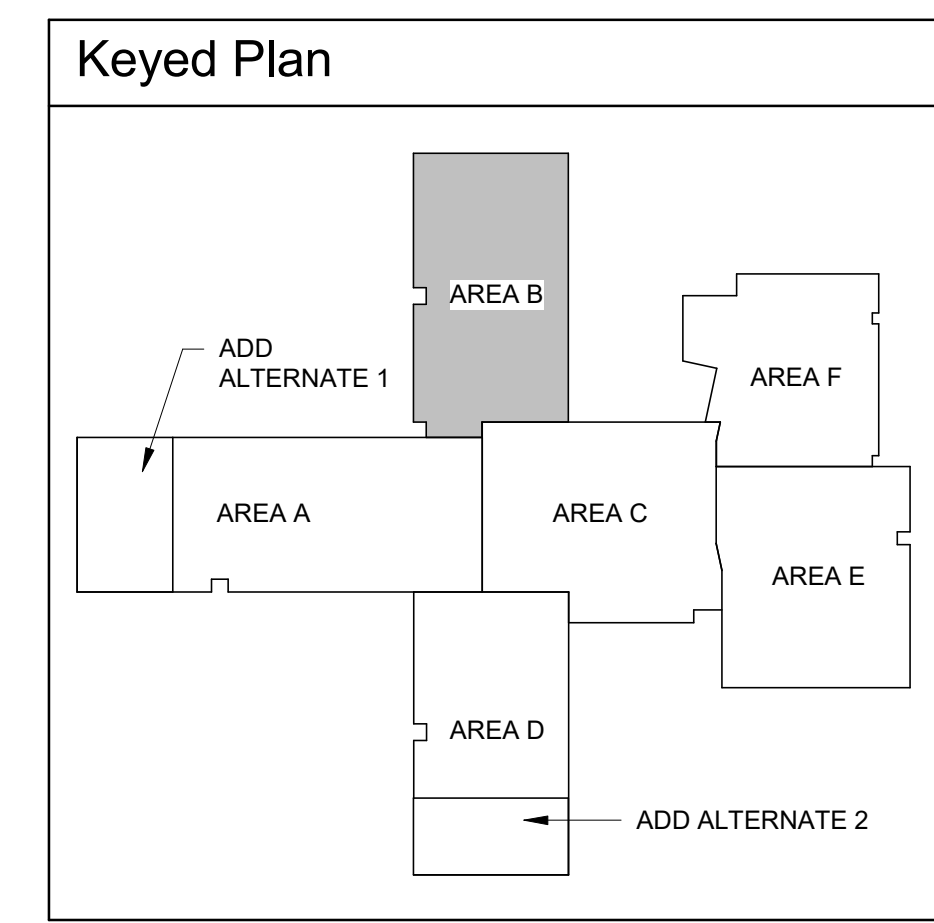 Keyed Plan
AREA B
ADD
ALTERNATE 1
AREA F
AREA A
AREA C
AREA E
AREA D
ADD ALTERNATE 2